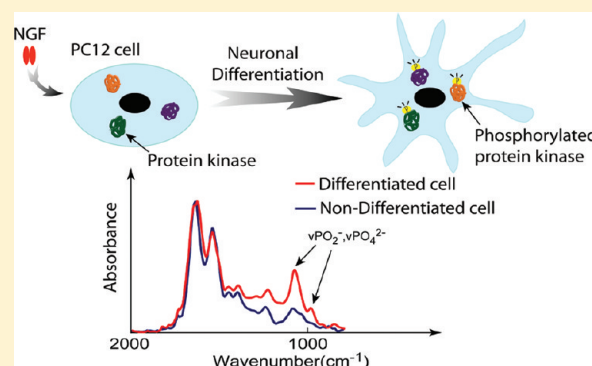 NGF
PC12 cell
Neuronal
Differentiation
Protein kinase
Phosphorylated
protein kinase
Differentiated cell
Non-Differentiated cell
νPO₂⁻,νPO₄²⁻
Absorbance
2000
1000
Wavenumber(cm⁻¹)